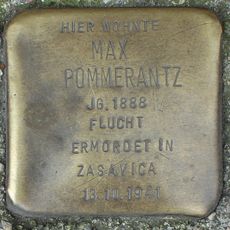 HIER WOHNTE
MAX
POMMERANTZ
JG. 1888
FLUCHT
ERMORDET IN
ZASAVICA
13.10.1941